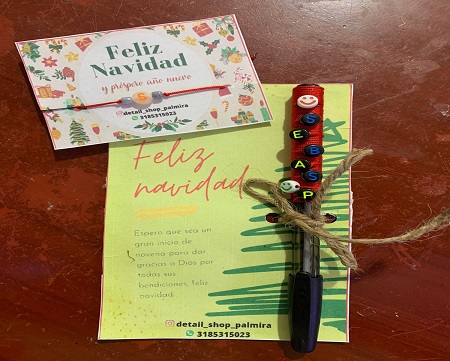 Feliz
Navidad
y próspero año nuevo
detail_shop_palmira
3185315023
Feliz
navidad
Espero que sea un
gran inicio de
novena para dar
gracias a Dios por
todas sus
bendiciones, feliz
navidad.
detail_shop_palmira
3185315023
S
E
B
A
S
P